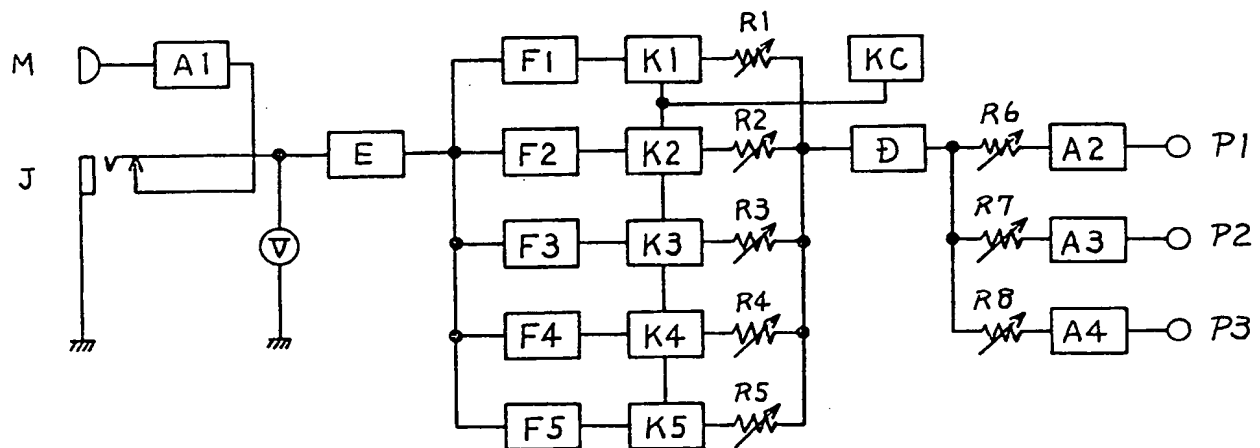 M A1
J
V
E
F1 K1 R1 KC
F2 K2 R2
F3 K3 R3
F4 K4 R4
F5 K5 R5
Đ
R6 A2 P1
R7 A3 P2
R8 A4 P3